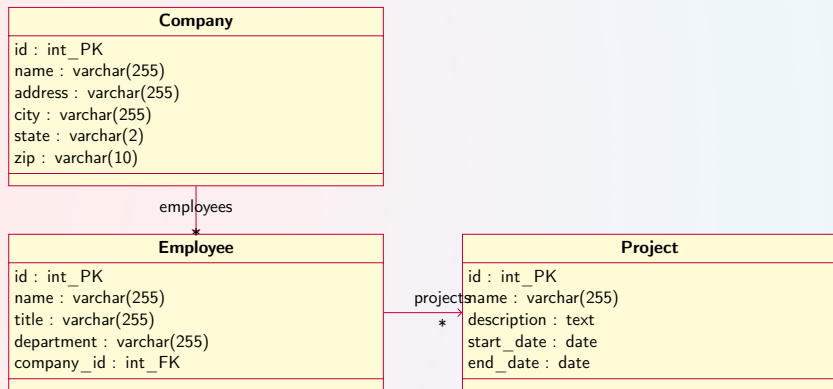 Company
id : int_PK
name : varchar(255)
address : varchar(255)
city : varchar(255)
state : varchar(2)
zip : varchar(10)
employees
*
Employee
id : int_PK
name : varchar(255)
title : varchar(255)
department : varchar(255)
company_id : int_FK
projects
*
Project
id : int_PK
name : varchar(255)
description : text
start_date : date
end_date : date